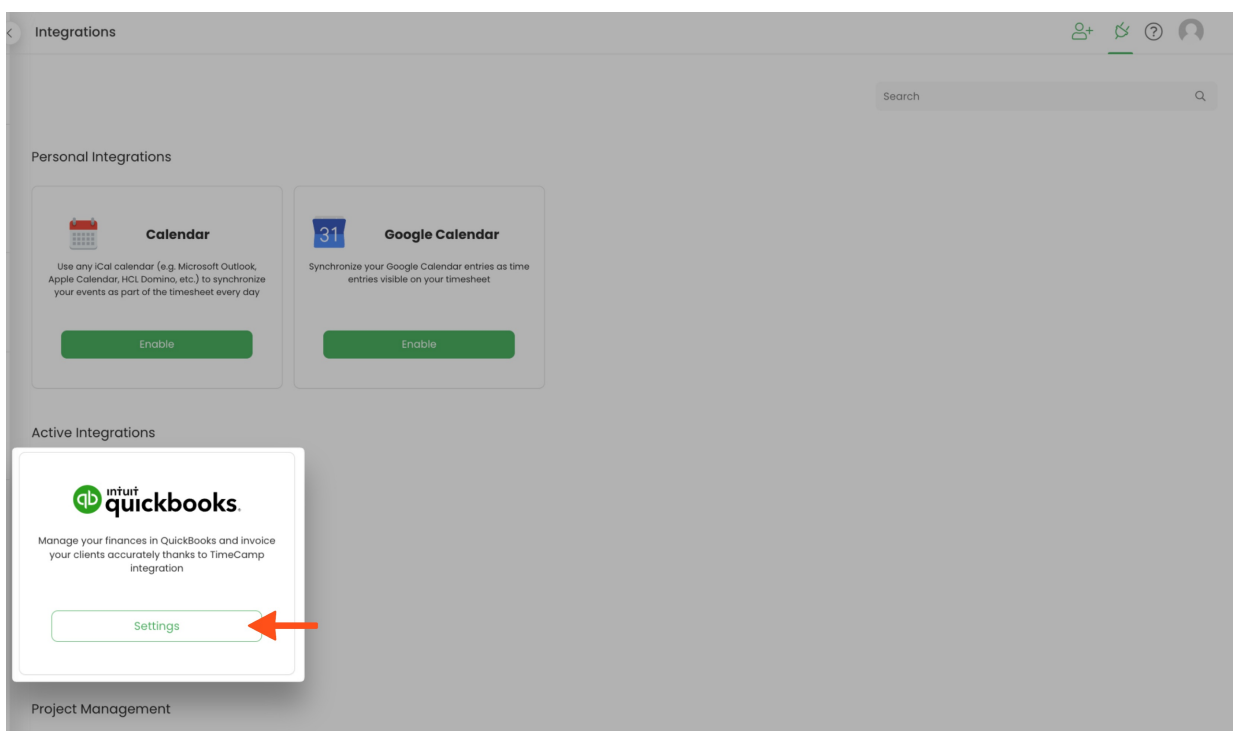 Integrations
Search
Personal Integrations
31
Calendar
Use any iCal calendar (e.g. Microsoft Outlook,
Apple Calendar, HCL Domino, etc.) to synchronize
your events as part of the timesheet every day
Enable
Google Calendar
Synchronize your Google Calendar entries as time
entries visible on your timesheet
Enable
Active Integrations
qb
intuit
quickbooks.
Manage your finances in QuickBooks and invoice
your clients accurately thanks to TimeCamp
integration
Settings
Project Management